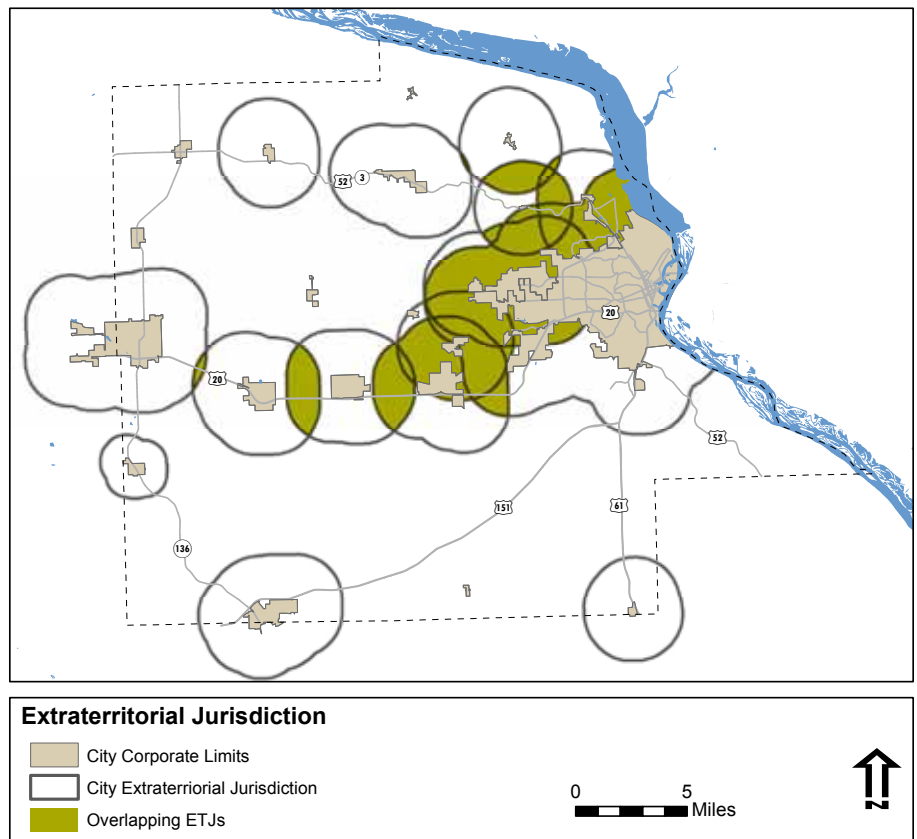 52
3
20
20
52
151
61
136
Extraterritorial Jurisdiction
City Corporate Limits
City Extraterriorial Jurisdiction
Overlapping ETJs
0 5
Miles
N